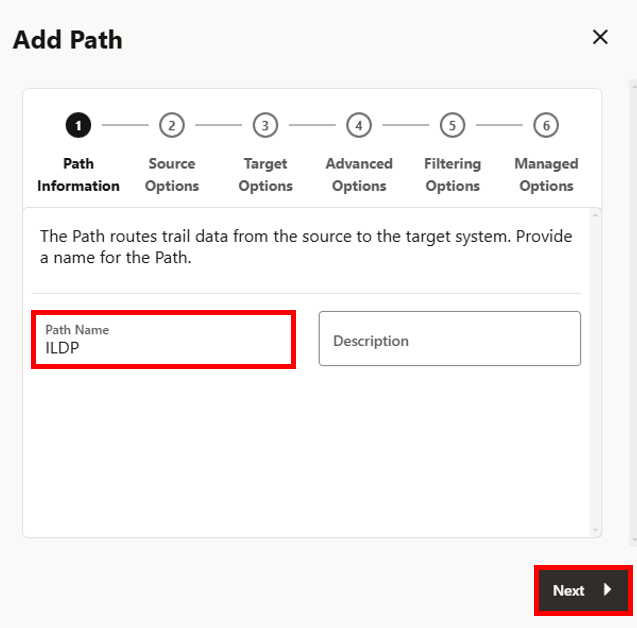 Add Path
1 2 3 4 5 6
Path Source Target Advanced Filtering Managed
Information Options Options Options Options Options
The Path routes trail data from the source to the target system. Provide
a name for the Path.
Path Name
ILDP
Description
Next